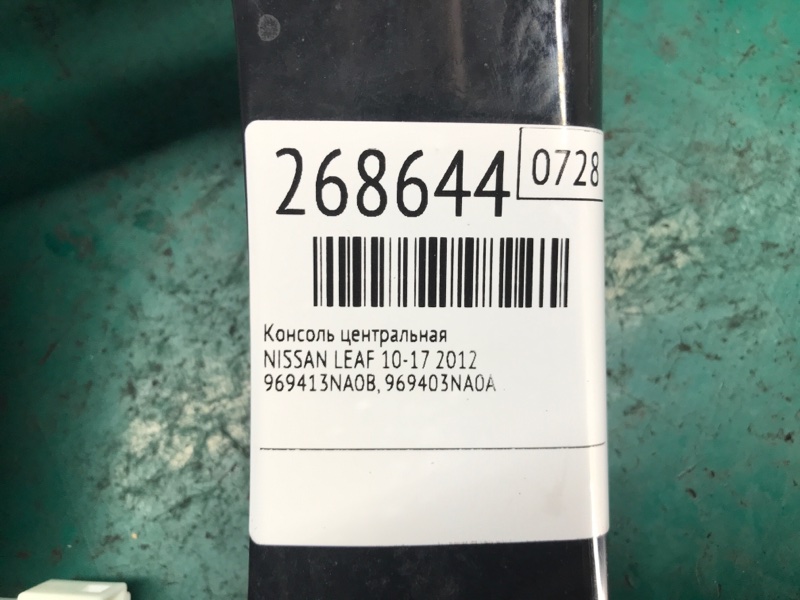 268644 0728
Консоль центральная
NISSAN LEAF 10-17 2012
969413NA0B, 969403NA0A